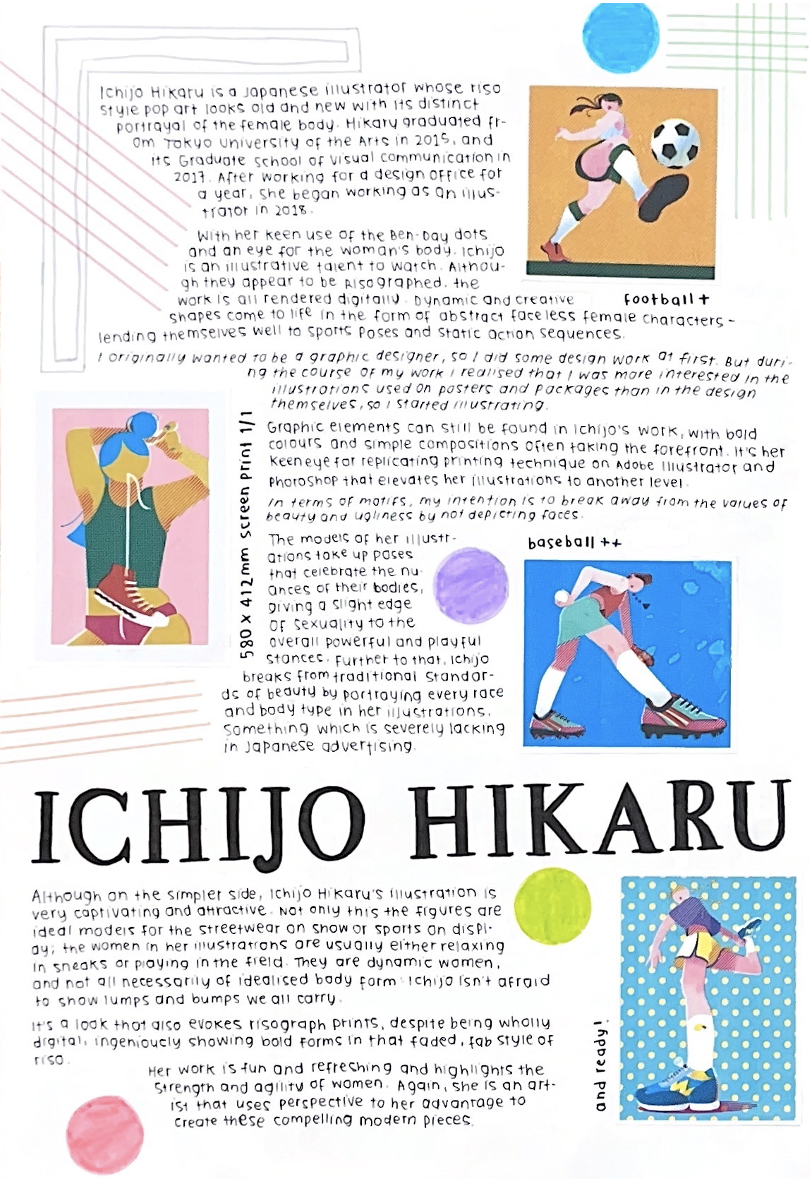 Ichijo Hikaru is a Japanese illustrator whose riso
style pop art looks old and new with its distinct
portrayal of the female body. Hikary graduated fr-
om Tokyo University of the Arts in 2015, and
its Graduate School of Visual Communication in
2017. After working for a design office for
a year, she began working as an illus-
trator in 2018.
With her keen use of the Ben-Day dots
and an eye for the woman's body. Ichijo
is an illustrative talent to watch. Althou-
gh they appear to be Risographed, the
work is all rendered digitally. Dynamic and creative
football +
shapes come to life in the form of abstract faceless female characters -
lending themselves well to sports poses and static action sequences.
I originally wanted to be a graphic designer, so I did some design work at first. But duri-
ng the course of my work I realised that I was more interested in the
illustrations used on posters and packages than in the design
themselves, so I started illustrating.
580 x 412 mm screen print 1/1
Graphic elements can still be found in Ichijo's work, with bold
colours and simple compositions often taking the forefront. It's her
keen eye for replicating printing technique on Adobe Illustrator and
Photoshop that elevates her illustrations to another level.
In terms of motifs, my intention is to break away from the values of
beauty and ugliness by not depicting faces.
The models of her illustr-
ations take up poses
that celebrate the nu-
ances of their bodies,
giving a slight edge
of sexuality to the
overall powerful and playful
stances. Further to that, Ichijo
breaks from traditional standar-
ds of beauty by portraying every race
and body type in her illustrations.
Something which is severely lacking
in Japanese advertising.
baseball ++
ICHIJO HIKARU
Although on the simpler side, Ichijo Hikaru's illustration is
very captivating and attractive. Not only this the figures are
ideal models for the streetwear on show or sports on displ-
ay; the women in her illustrations are usually either relaxing
in sneaks or playing in the field. They are dynamic women,
and not all necessarily of idealised body form. Ichijo isn't afraid
to show lumps and bumps we all carry.
It's a look that also evokes risograph prints, despite being wholly
digital, ingeniously showing bold forms in that faded, fab style of
riso.
Her work is fun and refreshing and highlights the
strength and agility of women. Again, she is an art-
ist that uses perspective to her advantage to
create these compelling modern pieces.
and ready!